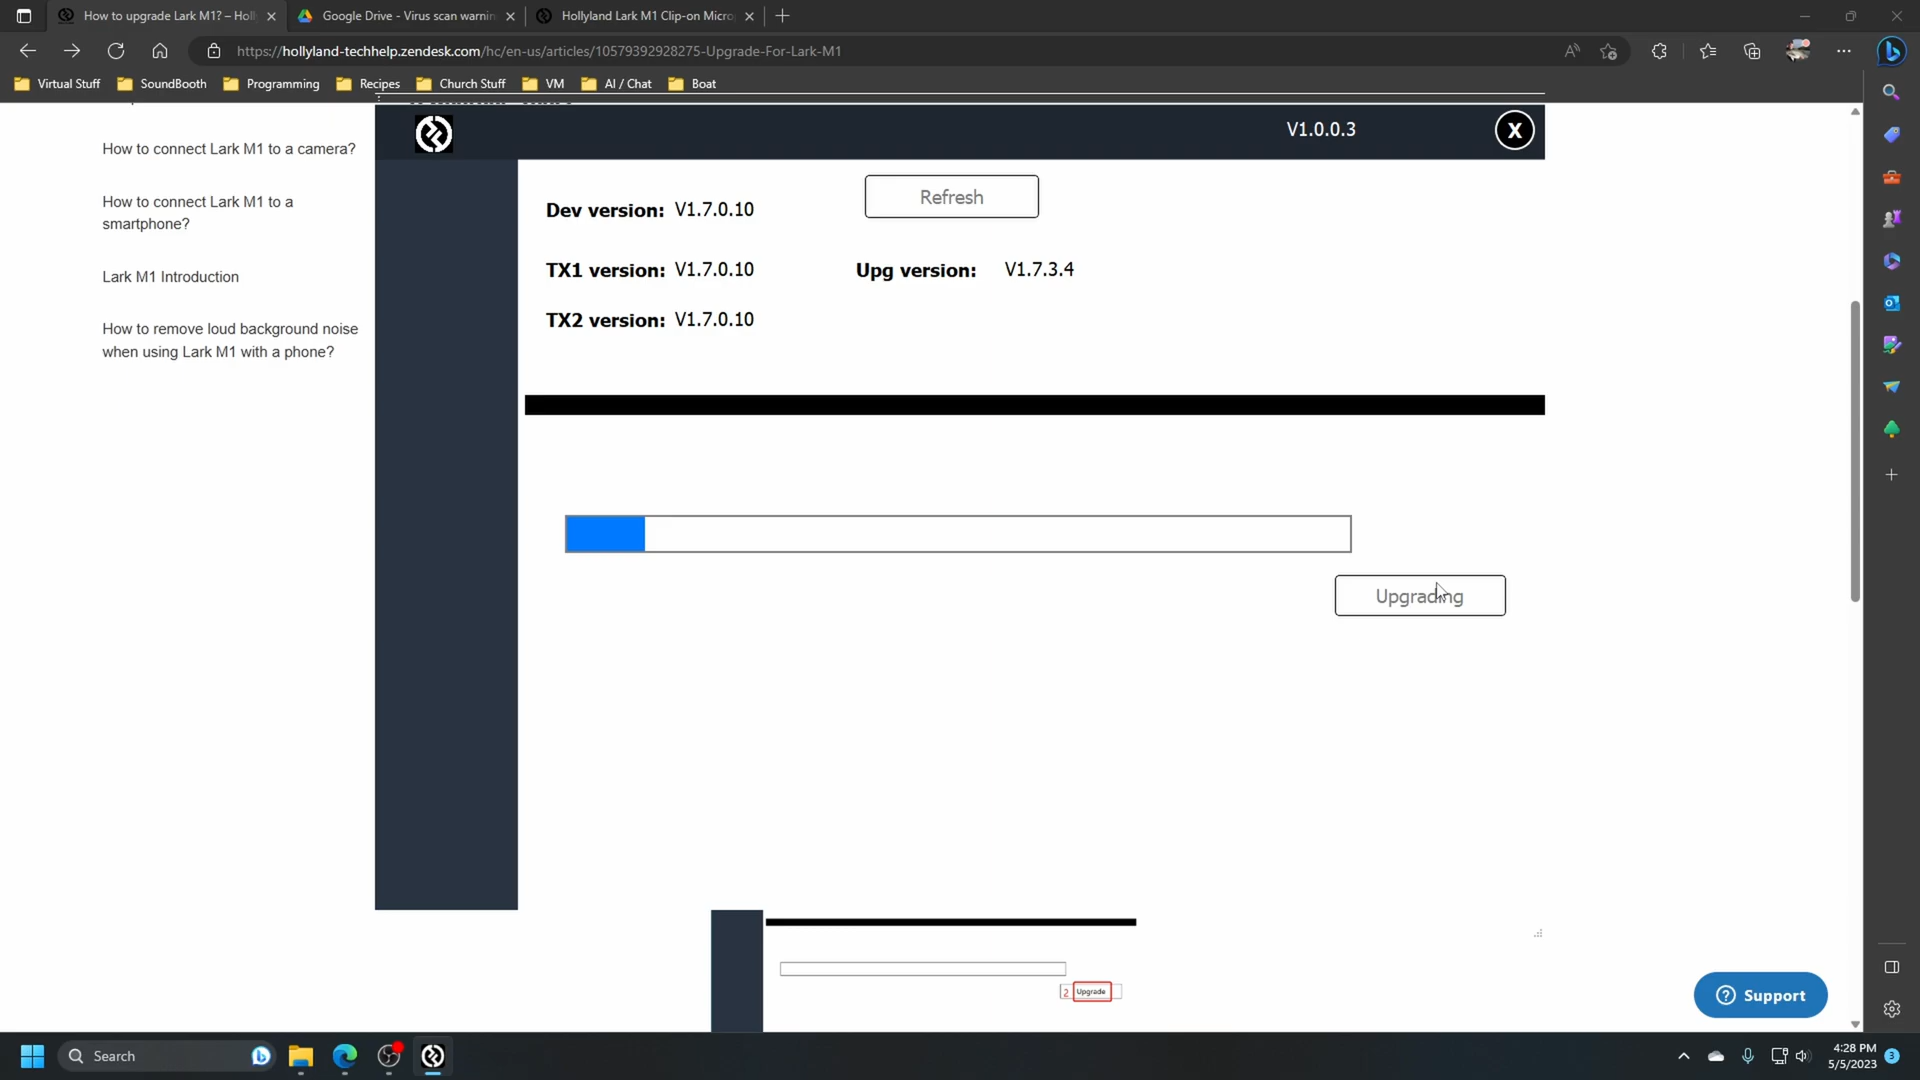 How to upgrade Lark M1? – Holl
Google Drive - Virus scan warnin
Hollyland Lark M1 Clip-on Micro
https://hollyland-techhelp.zendesk.com/hc/en-us/articles/10579392928275-Upgrade-For-Lark-M1
Virtual Stuff
SoundBooth
Programming
Recipes
Church Stuff
VM
AI / Chat
Boat
How to connect Lark M1 to a camera?
How to connect Lark M1 to a
smartphone?
Lark M1 Introduction
How to remove loud background noise
when using Lark M1 with a phone?
V1.0.0.3
X
Dev version: V1.7.0.10
Refresh
TX1 version: V1.7.0.10
Upg version: V1.7.3.4
TX2 version: V1.7.0.10
Upgrading
2 Upgrade
Support
Search
4:28 PM
5/5/2023
3